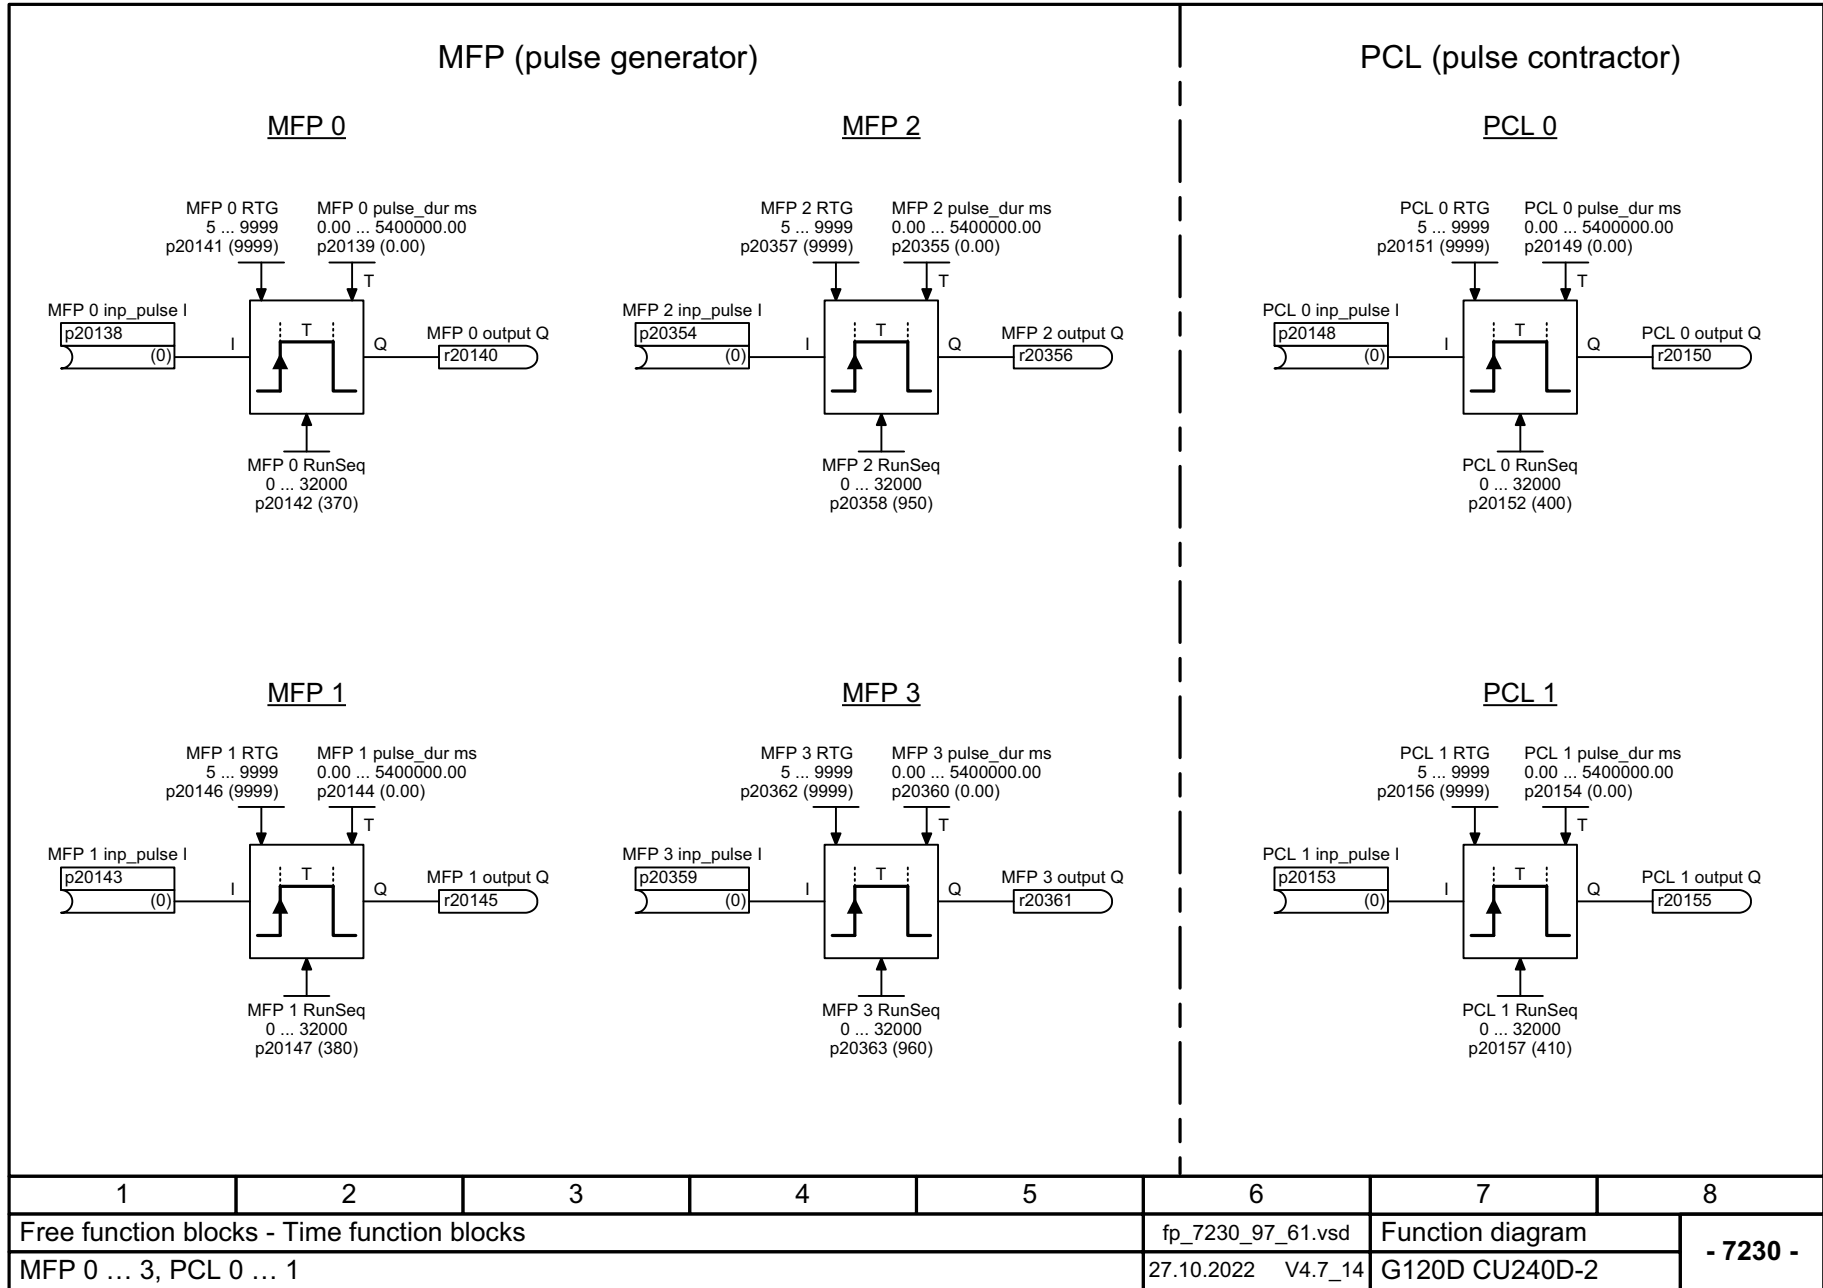 MFP (pulse generator)
PCL (pulse contractor)
MFP 0
MFP 2
PCL 0
MFP 0 RTG
5 ... 9999
p20141 (9999)
MFP 0 pulse_dur ms
0.00 ... 5400000.00
p20139 (0.00)
T
MFP 0 inp_pulse I
p20138
(0)
I
T
Q
MFP 0 output Q
r20140
MFP 0 RunSeq
0 ... 32000
p20142 (370)
MFP 2 RTG
5 ... 9999
p20357 (9999)
MFP 2 pulse_dur ms
0.00 ... 5400000.00
p20355 (0.00)
T
MFP 2 inp_pulse I
p20354
(0)
I
T
Q
MFP 2 output Q
r20356
MFP 2 RunSeq
0 ... 32000
p20358 (950)
PCL 0 RTG
5 ... 9999
p20151 (9999)
PCL 0 pulse_dur ms
0.00 ... 5400000.00
p20149 (0.00)
T
PCL 0 inp_pulse I
p20148
(0)
I
T
Q
PCL 0 output Q
r20150
PCL 0 RunSeq
0 ... 32000
p20152 (400)
MFP 1
MFP 3
PCL 1
MFP 1 RTG
5 ... 9999
p20146 (9999)
MFP 1 pulse_dur ms
0.00 ... 5400000.00
p20144 (0.00)
T
MFP 1 inp_pulse I
p20143
(0)
I
T
Q
MFP 1 output Q
r20145
MFP 1 RunSeq
0 ... 32000
p20147 (380)
MFP 3 RTG
5 ... 9999
p20362 (9999)
MFP 3 pulse_dur ms
0.00 ... 5400000.00
p20360 (0.00)
T
MFP 3 inp_pulse I
p20359
(0)
I
T
Q
MFP 3 output Q
r20361
MFP 3 RunSeq
0 ... 32000
p20363 (960)
PCL 1 RTG
5 ... 9999
p20156 (9999)
PCL 1 pulse_dur ms
0.00 ... 5400000.00
p20154 (0.00)
T
PCL 1 inp_pulse I
p20153
(0)
I
T
Q
PCL 1 output Q
r20155
PCL 1 RunSeq
0 ... 32000
p20157 (410)
1 2 3 4 5 6 7 8
Free function blocks - Time function blocks
fp_7230_97_61.vsd
Function diagram
- 7230 -
MFP 0 … 3, PCL 0 … 1
27.10.2022 V4.7_14
G120D CU240D-2